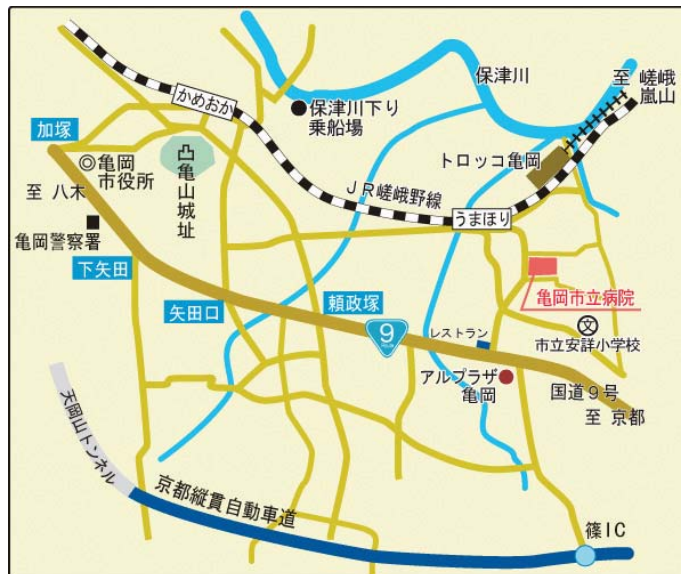 保津川
至 嵯峨
嵐山
かめおか
保津川下り
乗船場
加塚
トロッコ亀岡
亀岡
市役所
凸亀山城址
至 八木
JR嵯峨野線
うまほり
亀岡警察署
下矢田
亀岡市立病院
矢田口
頼政塚
9
レストラン
文
市立安詳小学校
アルプラザ
亀岡
国道9号
至 京都
天岡山トンネル
京都縦貫自動車道
篠IC